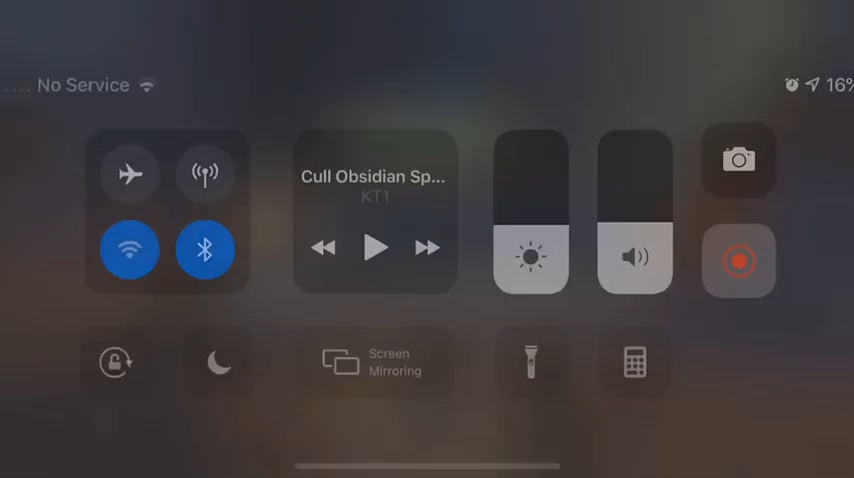 No Service
16%
Cull Obsidian Sp...
KT1
Screen
Mirroring